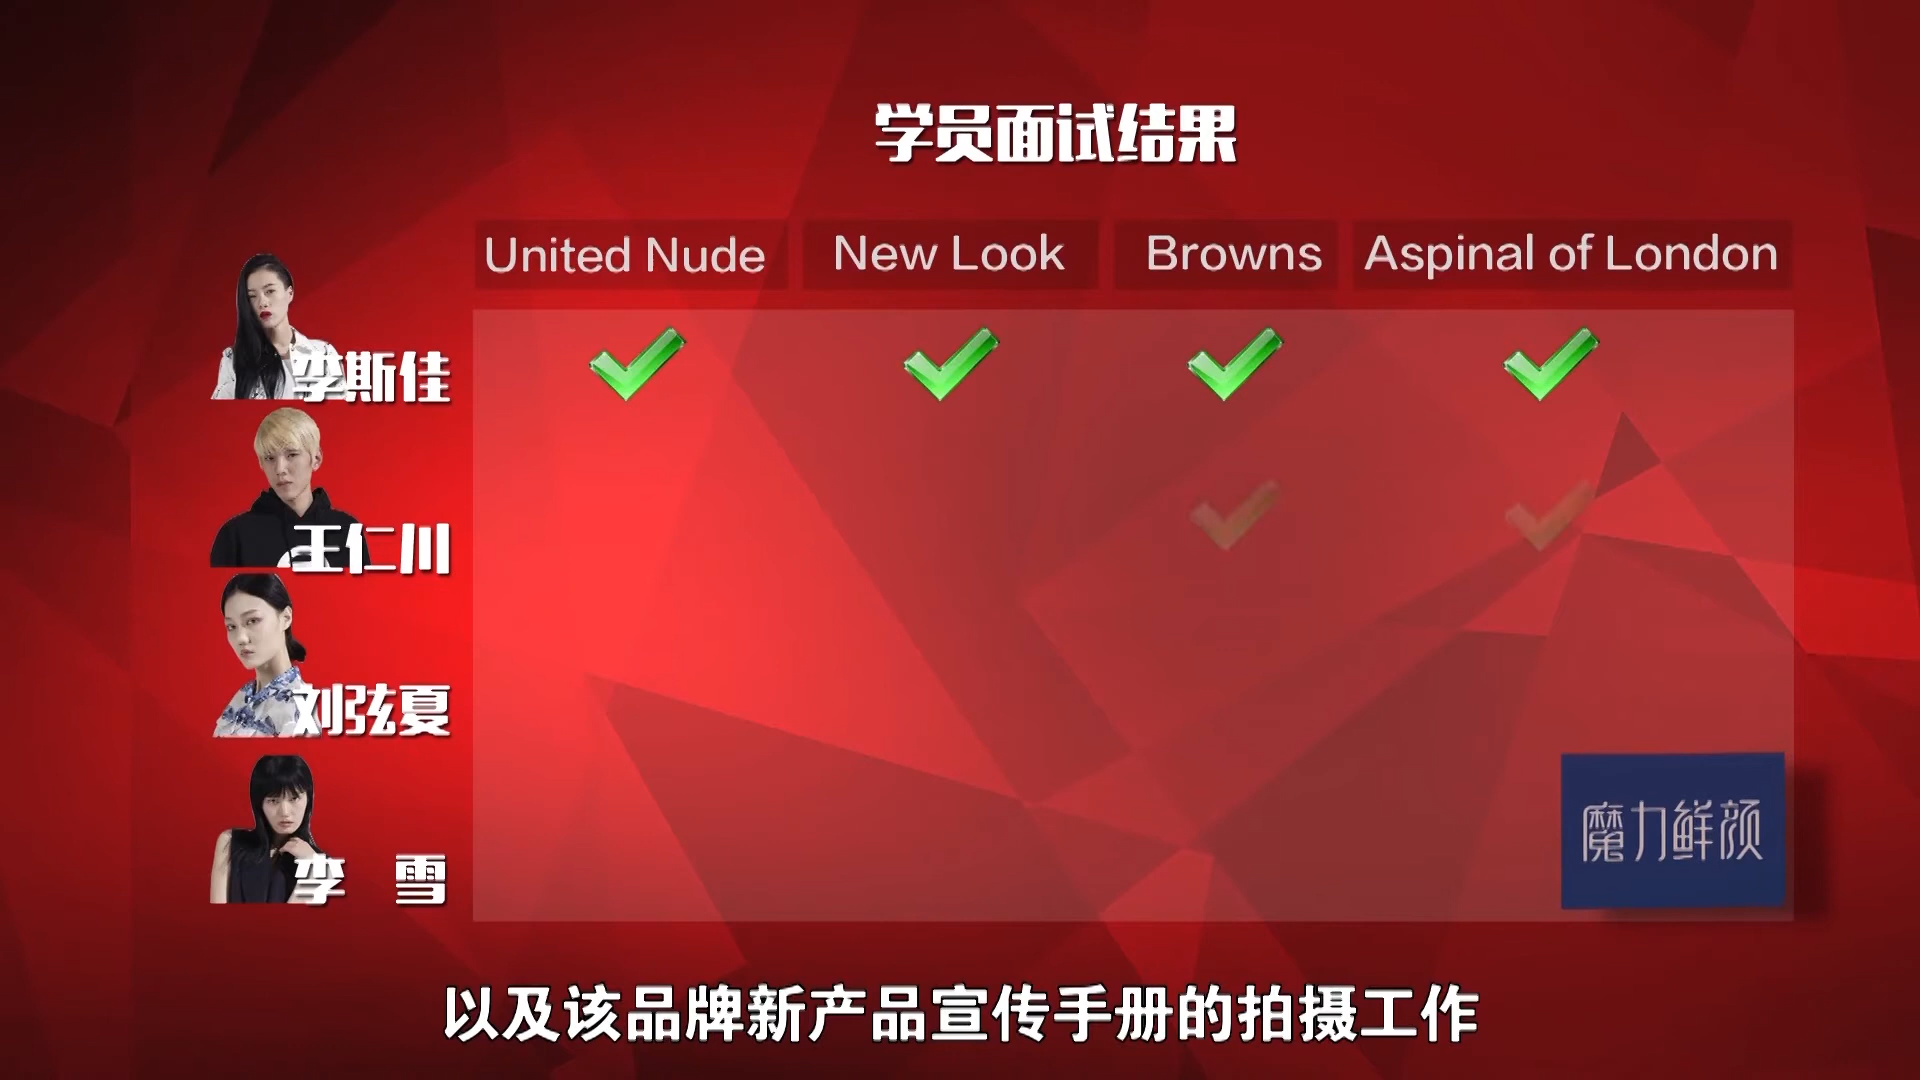 学员面试结果
United Nude New Look Browns Aspinal of London
李斯佳
王仁川
刘弦夏
李 雪
魔力鲜颜
以及该品牌新产品宣传手册的拍摄工作